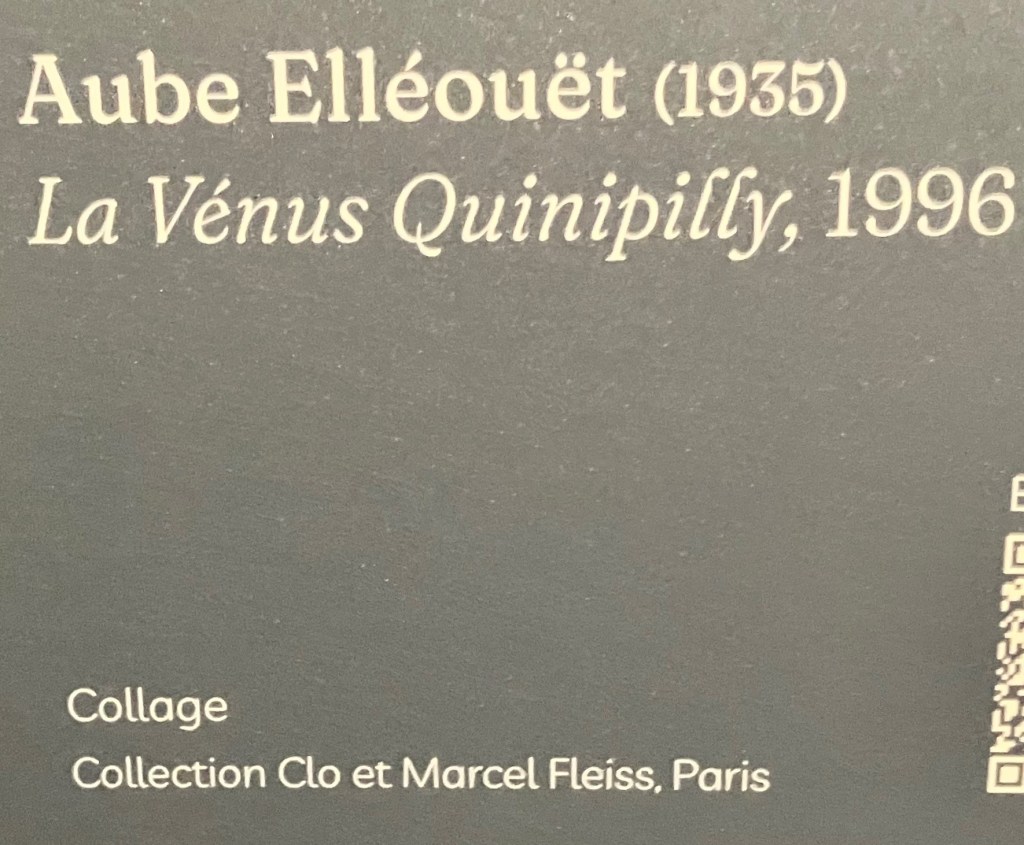 Aube Elléouët (1935)
La Vénus Quinipilly, 1996
Collage
Collection Clo et Marcel Fleiss, Paris